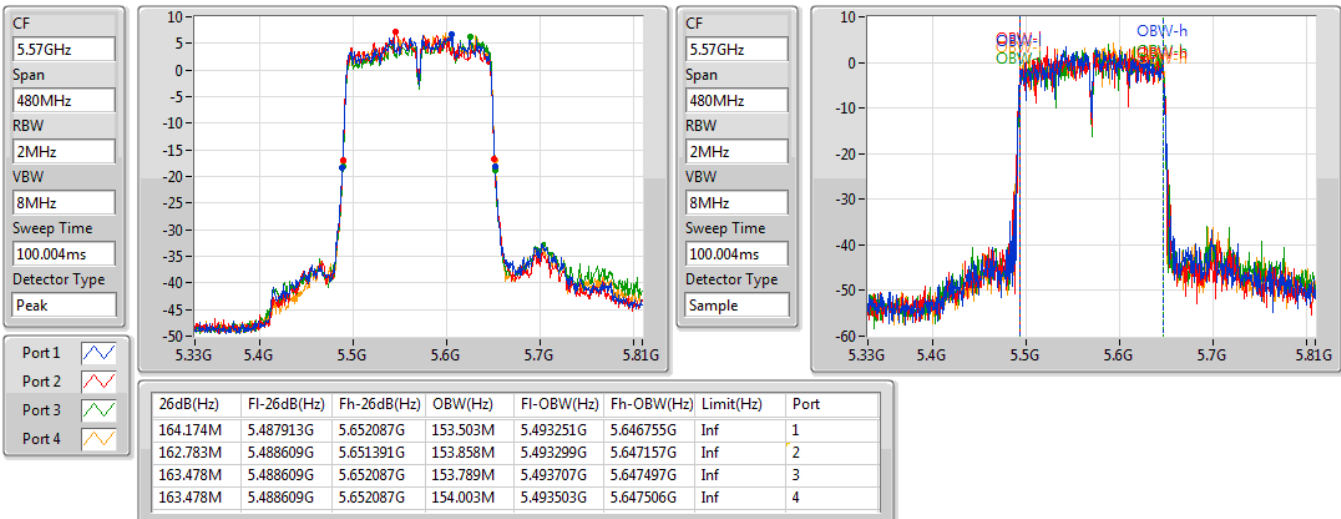 CF
5.57GHz
Span
480MHz
RBW
2MHz
VBW
8MHz
Sweep Time
100.004ms
Detector Type
Peak
Port 1
Port 2
Port 3
Port 4
10
5
0
-5
-10
-15
-20
-25
-30
-35
-40
-45
-50
5.33G 5.4G 5.5G 5.6G 5.7G 5.81G
CF
5.57GHz
Span
480MHz
RBW
2MHz
VBW
8MHz
Sweep Time
100.004ms
Detector Type
Sample
10
0
-10
-20
-30
-40
-50
-60
OBW-l
OBW-h
OBW-h
5.33G 5.4G 5.5G 5.6G 5.7G 5.81G
26dB(Hz) Fl-26dB(Hz) Fh-26dB(Hz) OBW(Hz) Fl-OBW(Hz) Fh-OBW(Hz) Limit(Hz) Port
164.174M 5.487913G 5.652087G 153.503M 5.493251G 5.646755G Inf 1
162.783M 5.488609G 5.651391G 153.858M 5.493299G 5.647157G Inf 2
163.478M 5.488609G 5.652087G 153.789M 5.493707G 5.647497G Inf 3
163.478M 5.488609G 5.652087G 154.003M 5.493503G 5.647506G Inf 4